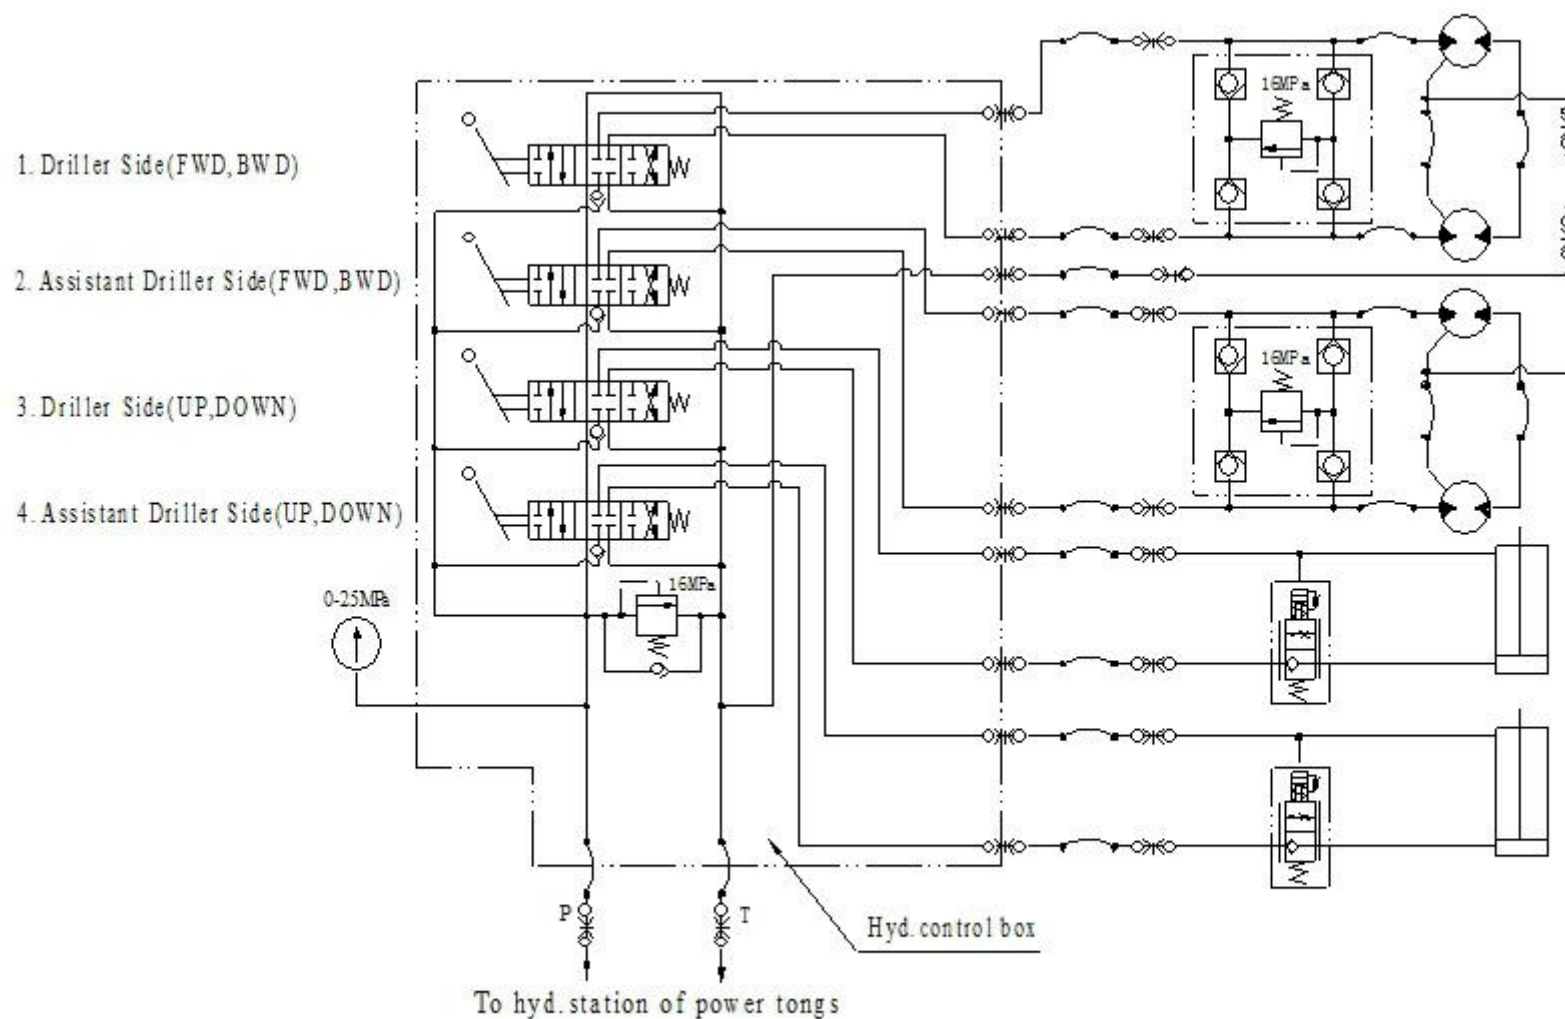 16MPa
1. Driller Side(FWD,BWD)
2. Assistant Driller Side(FWD,BWD)
16MPa
3. Driller Side(UP,DOWN)
4. Assistant Driller Side(UP,DOWN)
16MPa
0-25MPa
P
T
Hyd. control box
To hyd. station of power tongs